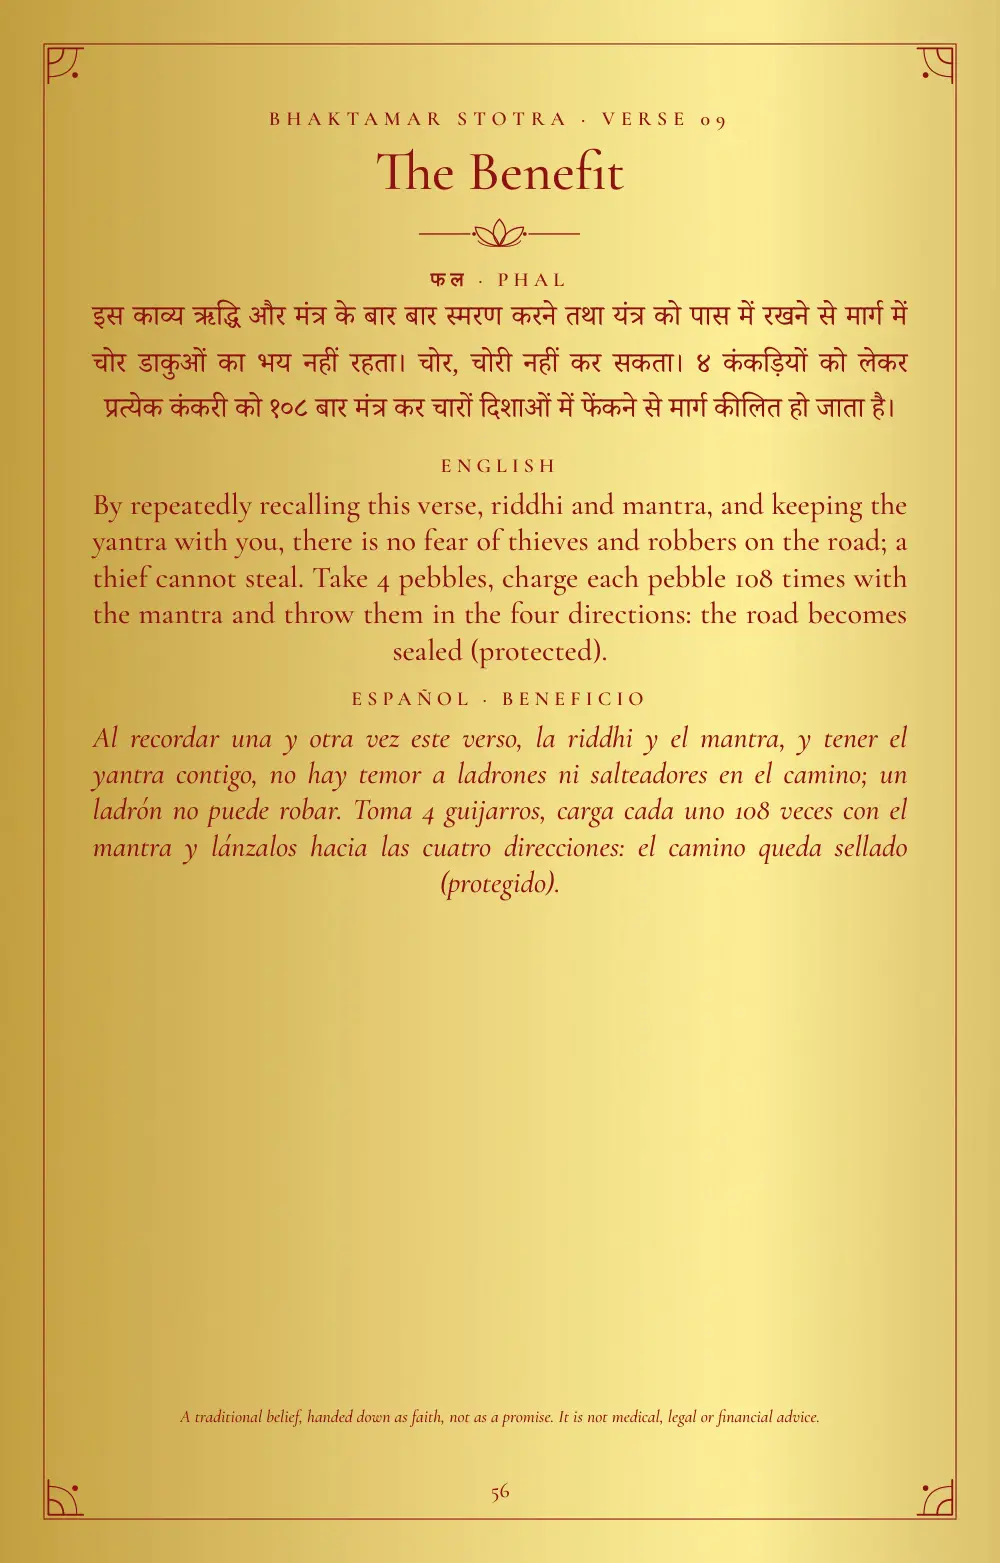 BHAKTAMAR STOTRA · VERSE 09
The Benefit
फल · PHAL
इस काव्य ऋद्धि और मंत्र के बार बार स्मरण करने तथा यंत्र को पास में रखने से मार्ग में
चोर डाकुओं का भय नहीं रहता। चोर, चोरी नहीं कर सकता। ४ कंकड़ियों को लेकर
प्रत्येक कंकरी को १०८ बार मंत्र कर चारों दिशाओं में फेंकने से मार्ग कीलित हो जाता है।
ENGLISH
By repeatedly recalling this verse, riddhi and mantra, and keeping the
yantra with you, there is no fear of thieves and robbers on the road; a
thief cannot steal. Take 4 pebbles, charge each pebble 108 times with
the mantra and throw them in the four directions: the road becomes
sealed (protected).
ESPAÑOL · BENEFICIO
Al recordar una y otra vez este verso, la riddhi y el mantra, y tener el
yantra contigo, no hay temor a ladrones ni salteadores en el camino; un
ladrón no puede robar. Toma 4 guijarros, carga cada uno 108 veces con el
mantra y lánzalos hacia las cuatro direcciones: el camino queda sellado
(protegido).
A traditional belief, handed down as faith, not as a promise. It is not medical, legal or financial advice.
56